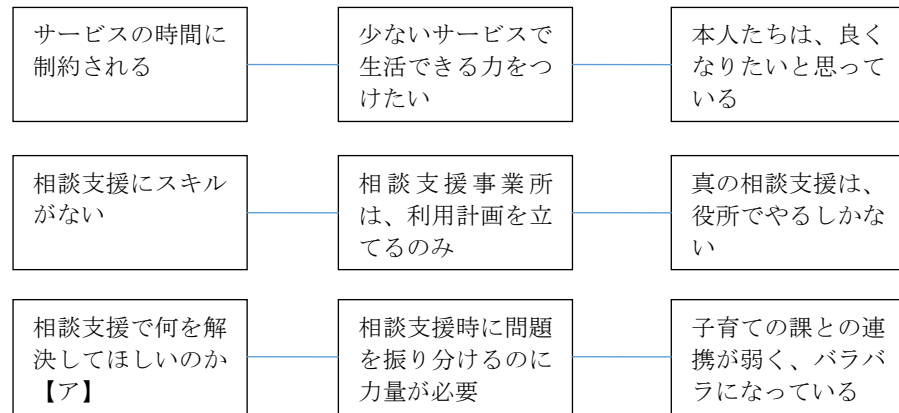 サービスの時間に
制約される
少ないサービスで
生活できる力をつ
けたい
本人たちは、良く
なりたいと思って
いる
相談支援にスキル
がない
相談支援事業所
は、利用計画を立
てるのみ
真の相談支援は、
役所でやるしかな
い
相談支援で何を解
決してほしいのか
【ア】
相談支援時に問題
を振り分けるのに
力量が必要
子育ての課との連
携が弱く、バラバ
ラになっている